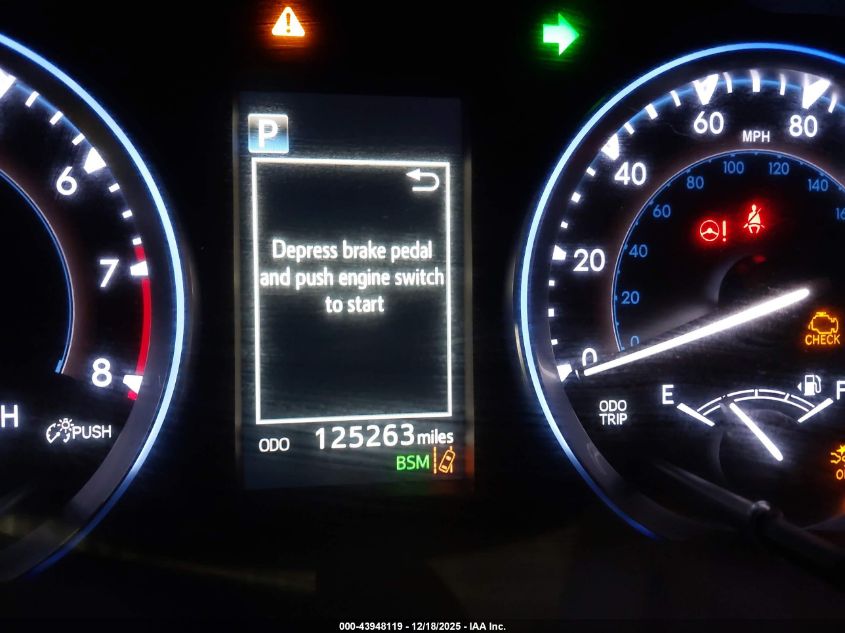 P
Depress brake pedal
and push engine switch
to start
ODO 125263 miles
BSM
6
7
8
H
PUSH
0
20
40
60
80
MPH
0
20
40
60
80
100
120
140
ODO
TRIP
E
F
CHECK
000-43948119 - 12/18/2025 - IAA Inc.